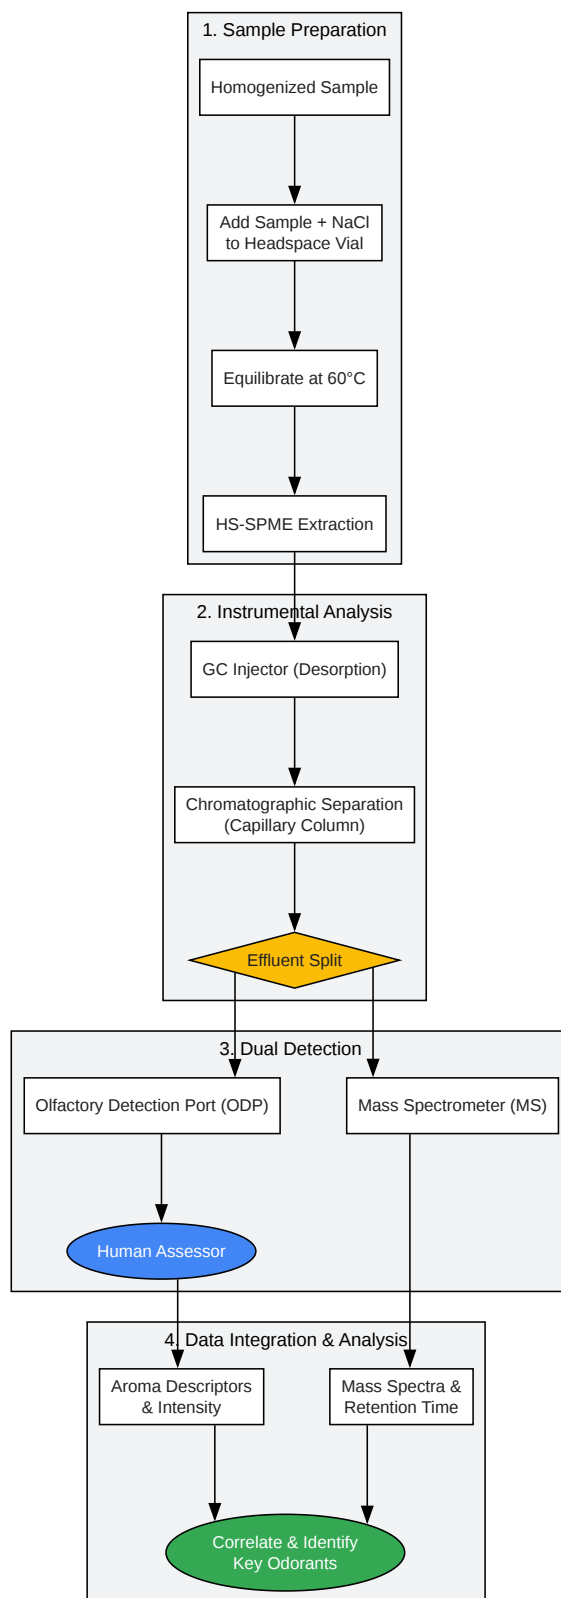 1. Sample Preparation
Homogenized Sample
Add Sample + NaCl
to Headspace Vial
Equilibrate at 60°C
HS-SPME Extraction
2. Instrumental Analysis
GC Injector (Desorption)
Chromatographic Separation
(Capillary Column)
Effluent Split
3. Dual Detection
Olfactory Detection Port (ODP)
Mass Spectrometer (MS)
Human Assessor
4. Data Integration & Analysis
Aroma Descriptors
& Intensity
Mass Spectra &
Retention Time
Correlate & Identify
Key Odorants